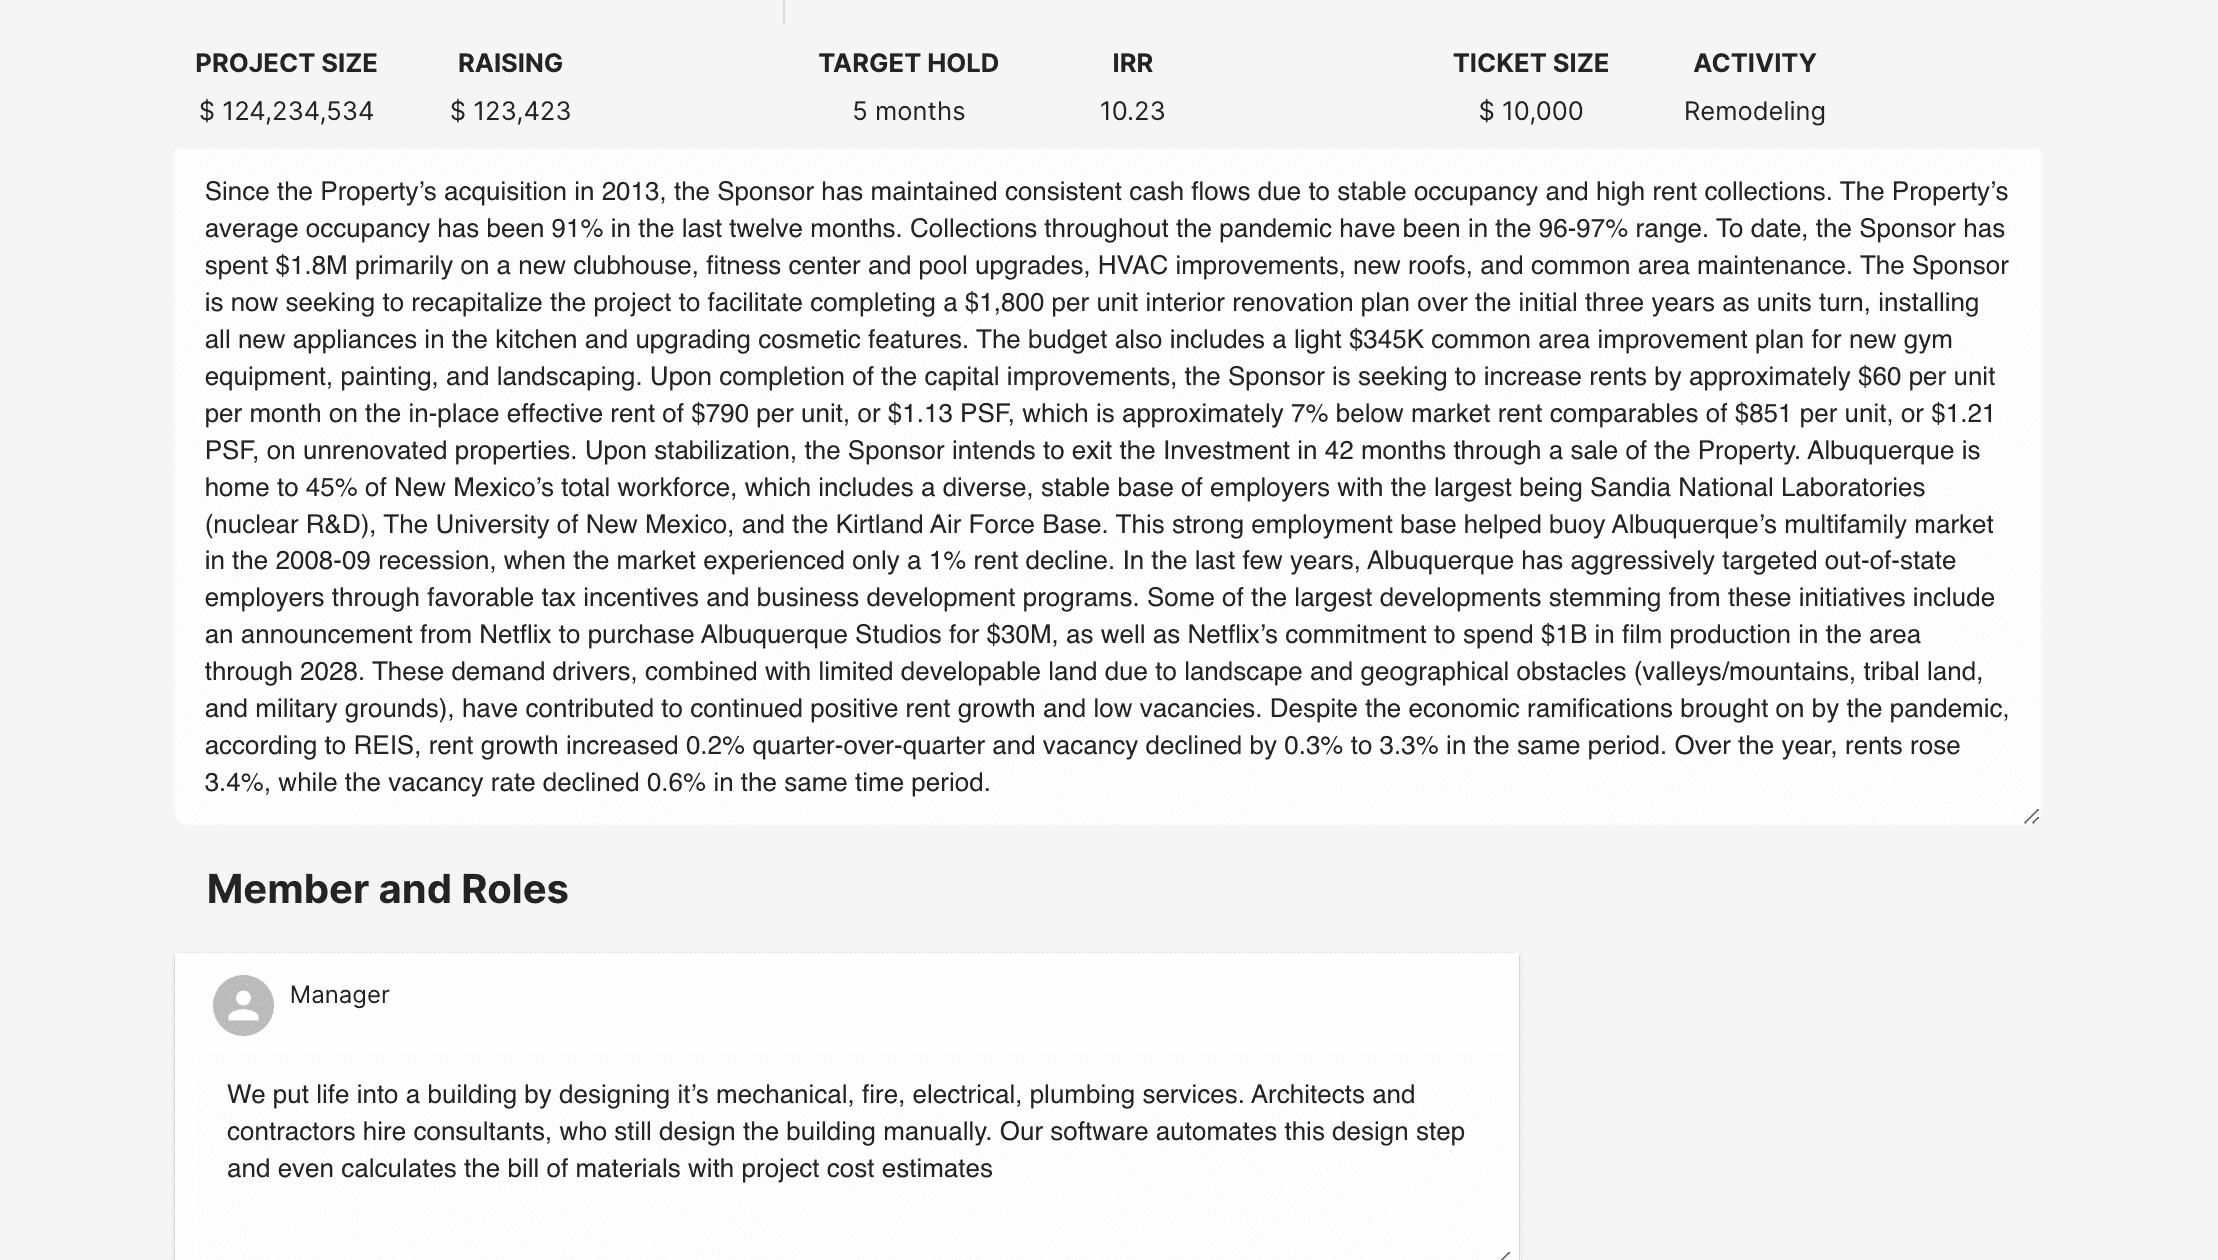 PROJECT SIZE RAISING TARGET HOLD IRR TICKET SIZE ACTIVITY
$ 124,234,534 $ 123,423 5 months 10.23 $ 10,000 Remodeling
Since the Property’s acquisition in 2013, the Sponsor has maintained consistent cash flows due to stable occupancy and high rent collections. The Property’s
average occupancy has been 91% in the last twelve months. Collections throughout the pandemic have been in the 96-97% range. To date, the Sponsor has
spent $1.8M primarily on a new clubhouse, fitness center and pool upgrades, HVAC improvements, new roofs, and common area maintenance. The Sponsor
is now seeking to recapitalize the project to facilitate completing a $1,800 per unit interior renovation plan over the initial three years as units turn, installing
all new appliances in the kitchen and upgrading cosmetic features. The budget also includes a light $345K common area improvement plan for new gym
equipment, painting, and landscaping. Upon completion of the capital improvements, the Sponsor is seeking to increase rents by approximately $60 per unit
per month on the in-place effective rent of $790 per unit, or $1.13 PSF, which is approximately 7% below market rent comparables of $851 per unit, or $1.21
PSF, on unrenovated properties. Upon stabilization, the Sponsor intends to exit the Investment in 42 months through a sale of the Property. Albuquerque is
home to 45% of New Mexico’s total workforce, which includes a diverse, stable base of employers with the largest being Sandia National Laboratories
(nuclear R&D), The University of New Mexico, and the Kirtland Air Force Base. This strong employment base helped buoy Albuquerque’s multifamily market
in the 2008-09 recession, when the market experienced only a 1% rent decline. In the last few years, Albuquerque has aggressively targeted out-of-state
employers through favorable tax incentives and business development programs. Some of the largest developments stemming from these initiatives include
an announcement from Netflix to purchase Albuquerque Studios for $30M, as well as Netflix’s commitment to spend $1B in film production in the area
through 2028. These demand drivers, combined with limited developable land due to landscape and geographical obstacles (valleys/mountains, tribal land,
and military grounds), have contributed to continued positive rent growth and low vacancies. Despite the economic ramifications brought on by the pandemic,
according to REIS, rent growth increased 0.2% quarter-over-quarter and vacancy declined by 0.3% to 3.3% in the same period. Over the year, rents rose
3.4%, while the vacancy rate declined 0.6% in the same time period.
Member and Roles
Manager
We put life into a building by designing it’s mechanical, fire, electrical, plumbing services. Architects and
contractors hire consultants, who still design the building manually. Our software automates this design step
and even calculates the bill of materials with project cost estimates